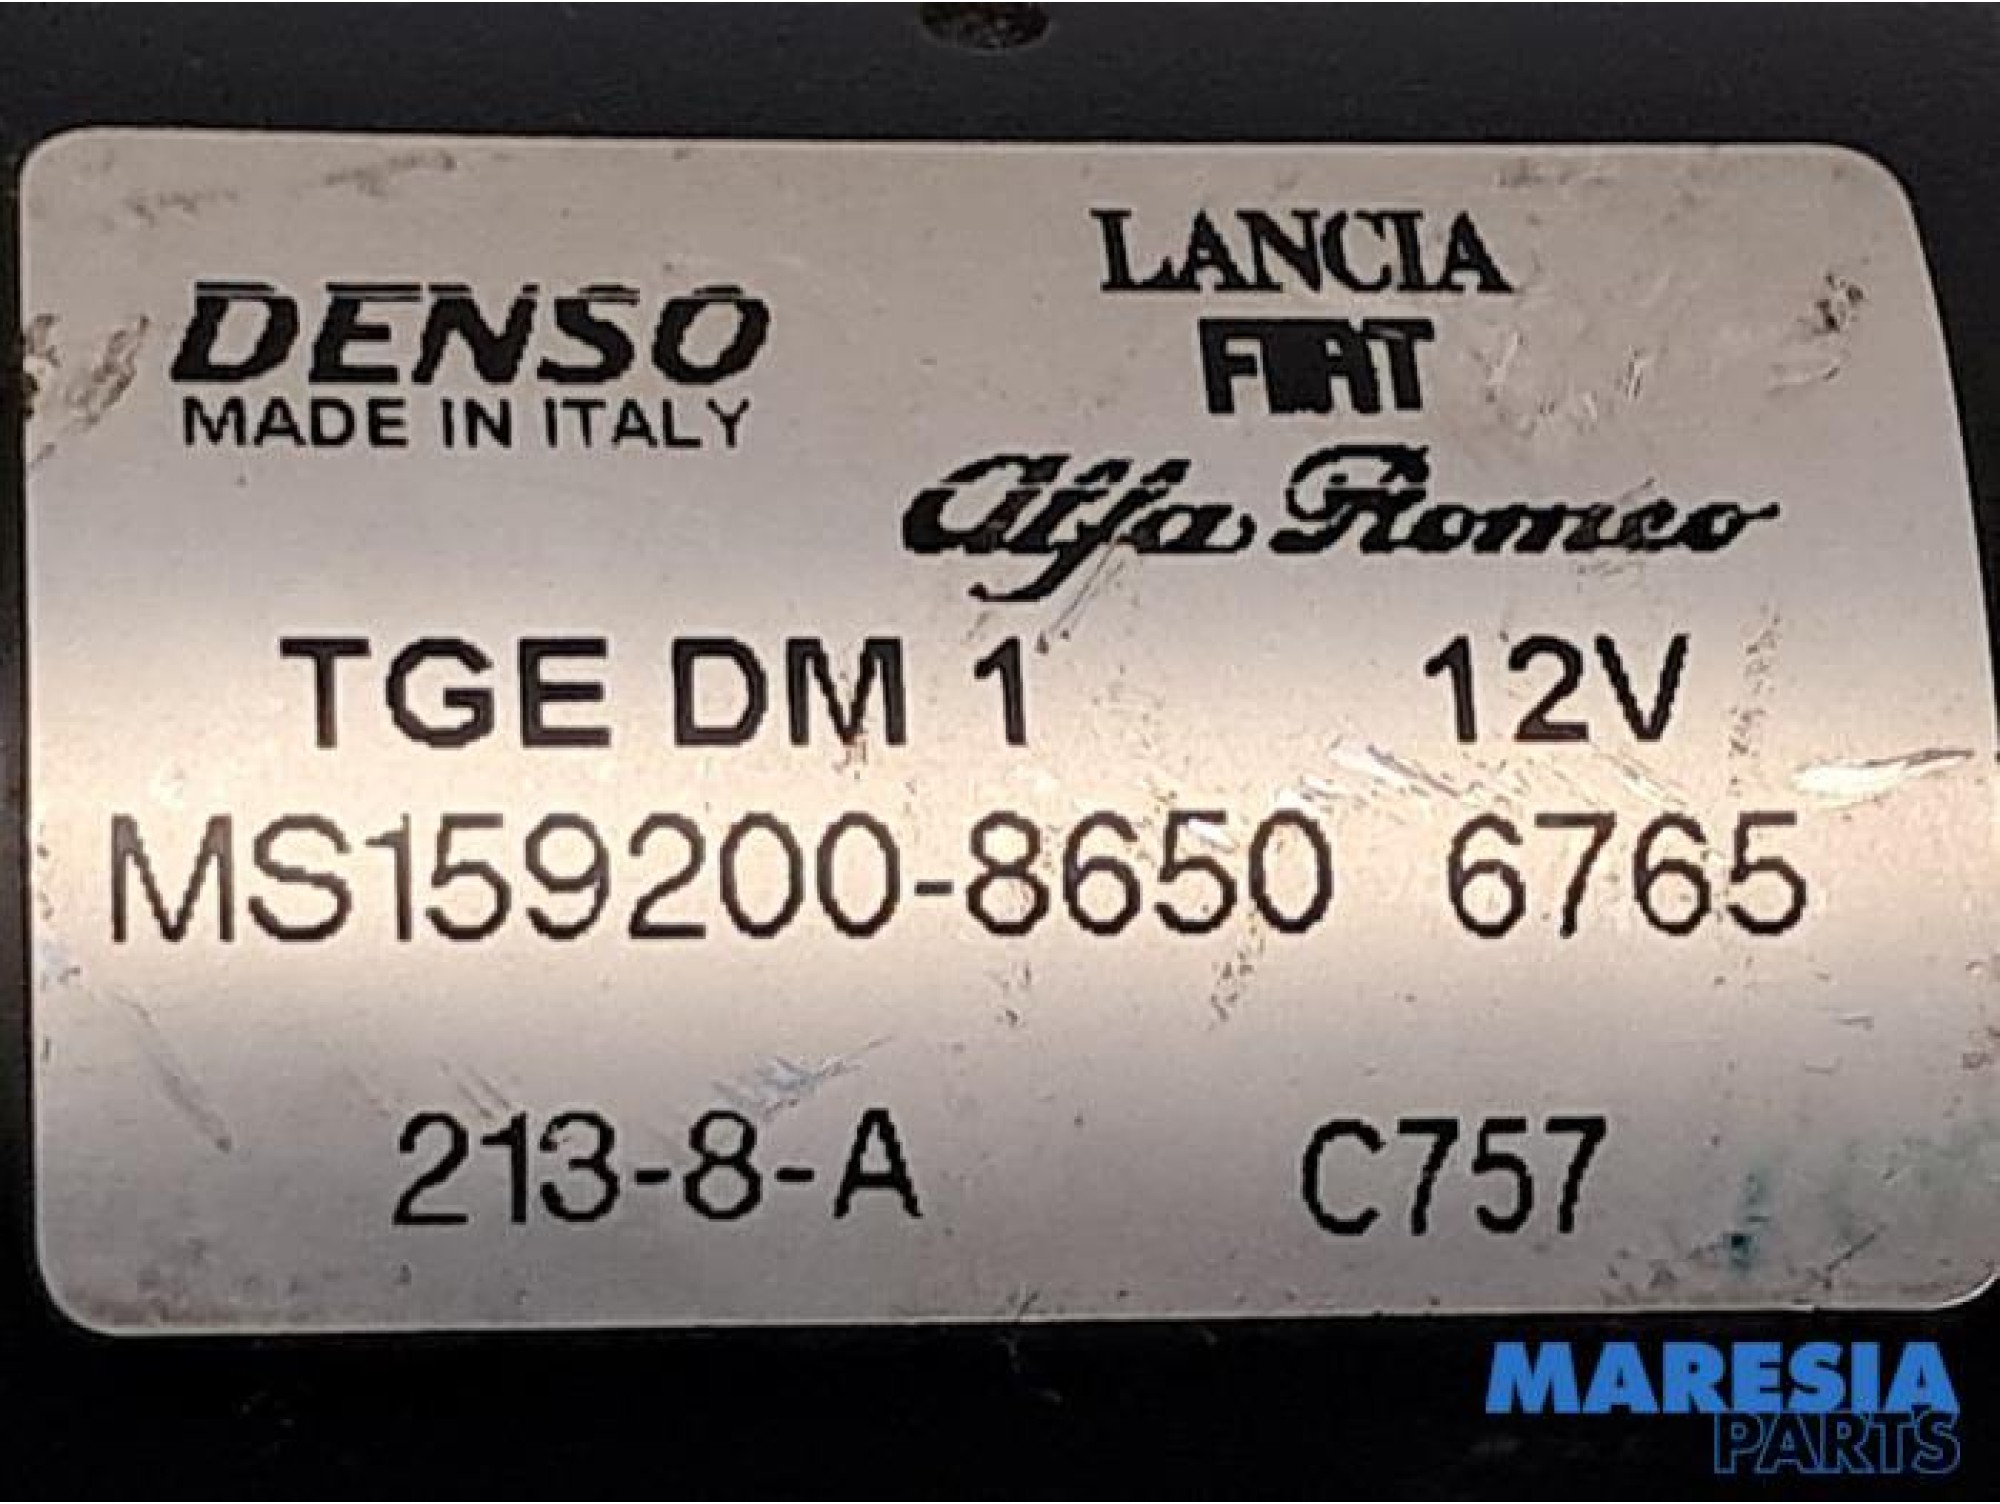 DENSO
MADE IN ITALY
LANCIA
FIAT
Alfa Romeo
TGE DM 1 12V
MS159200-8650 6765
213-8-A C757
MARESIA
PARTS